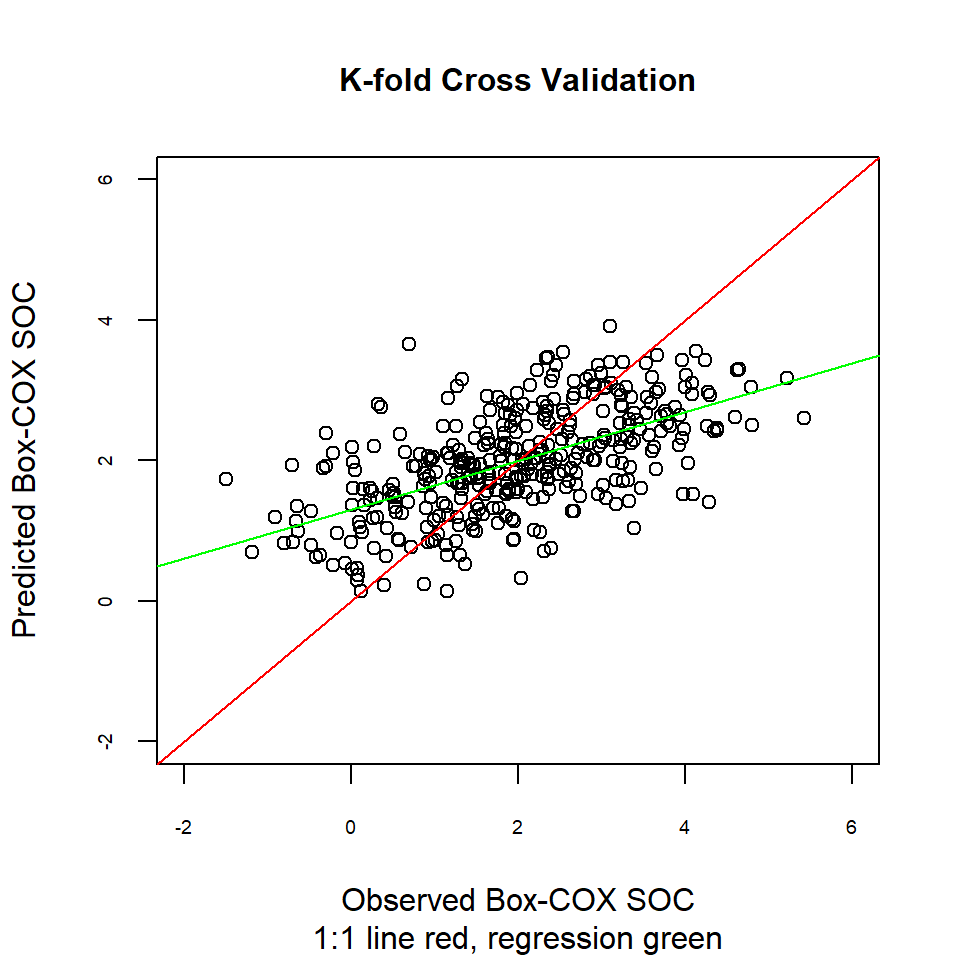 K-fold Cross Validation
Predicted Box-COX SOC
6
4
2
0
-2
-2 0 2 4 6
Observed Box-COX SOC
1:1 line red, regression green